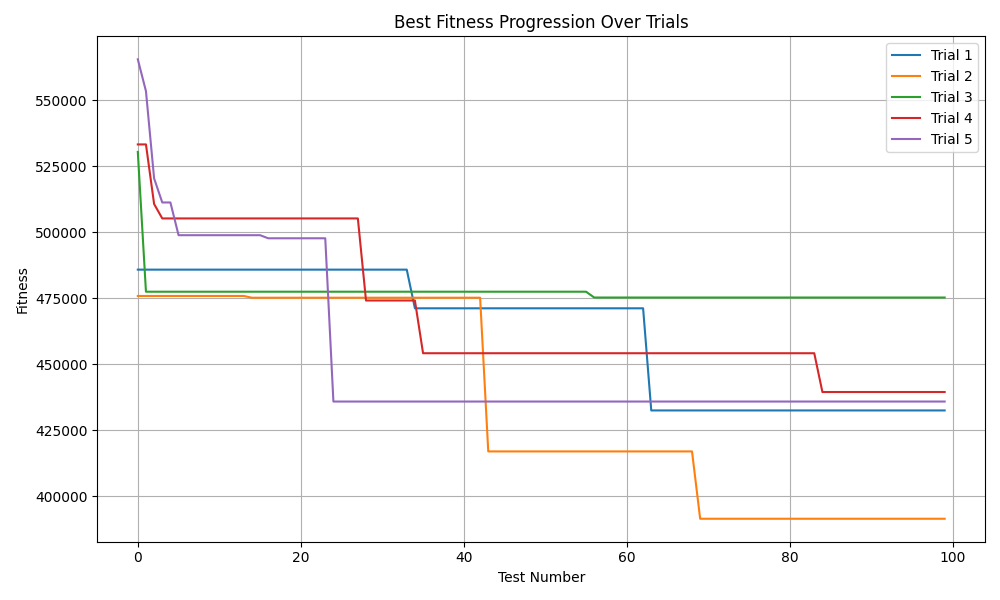 Best Fitness Progression Over Trials
Trial 1
Trial 2
Trial 3
Trial 4
Trial 5
Fitness
550000
525000
500000
475000
450000
425000
400000
0 20 40 60 80 100
Test Number